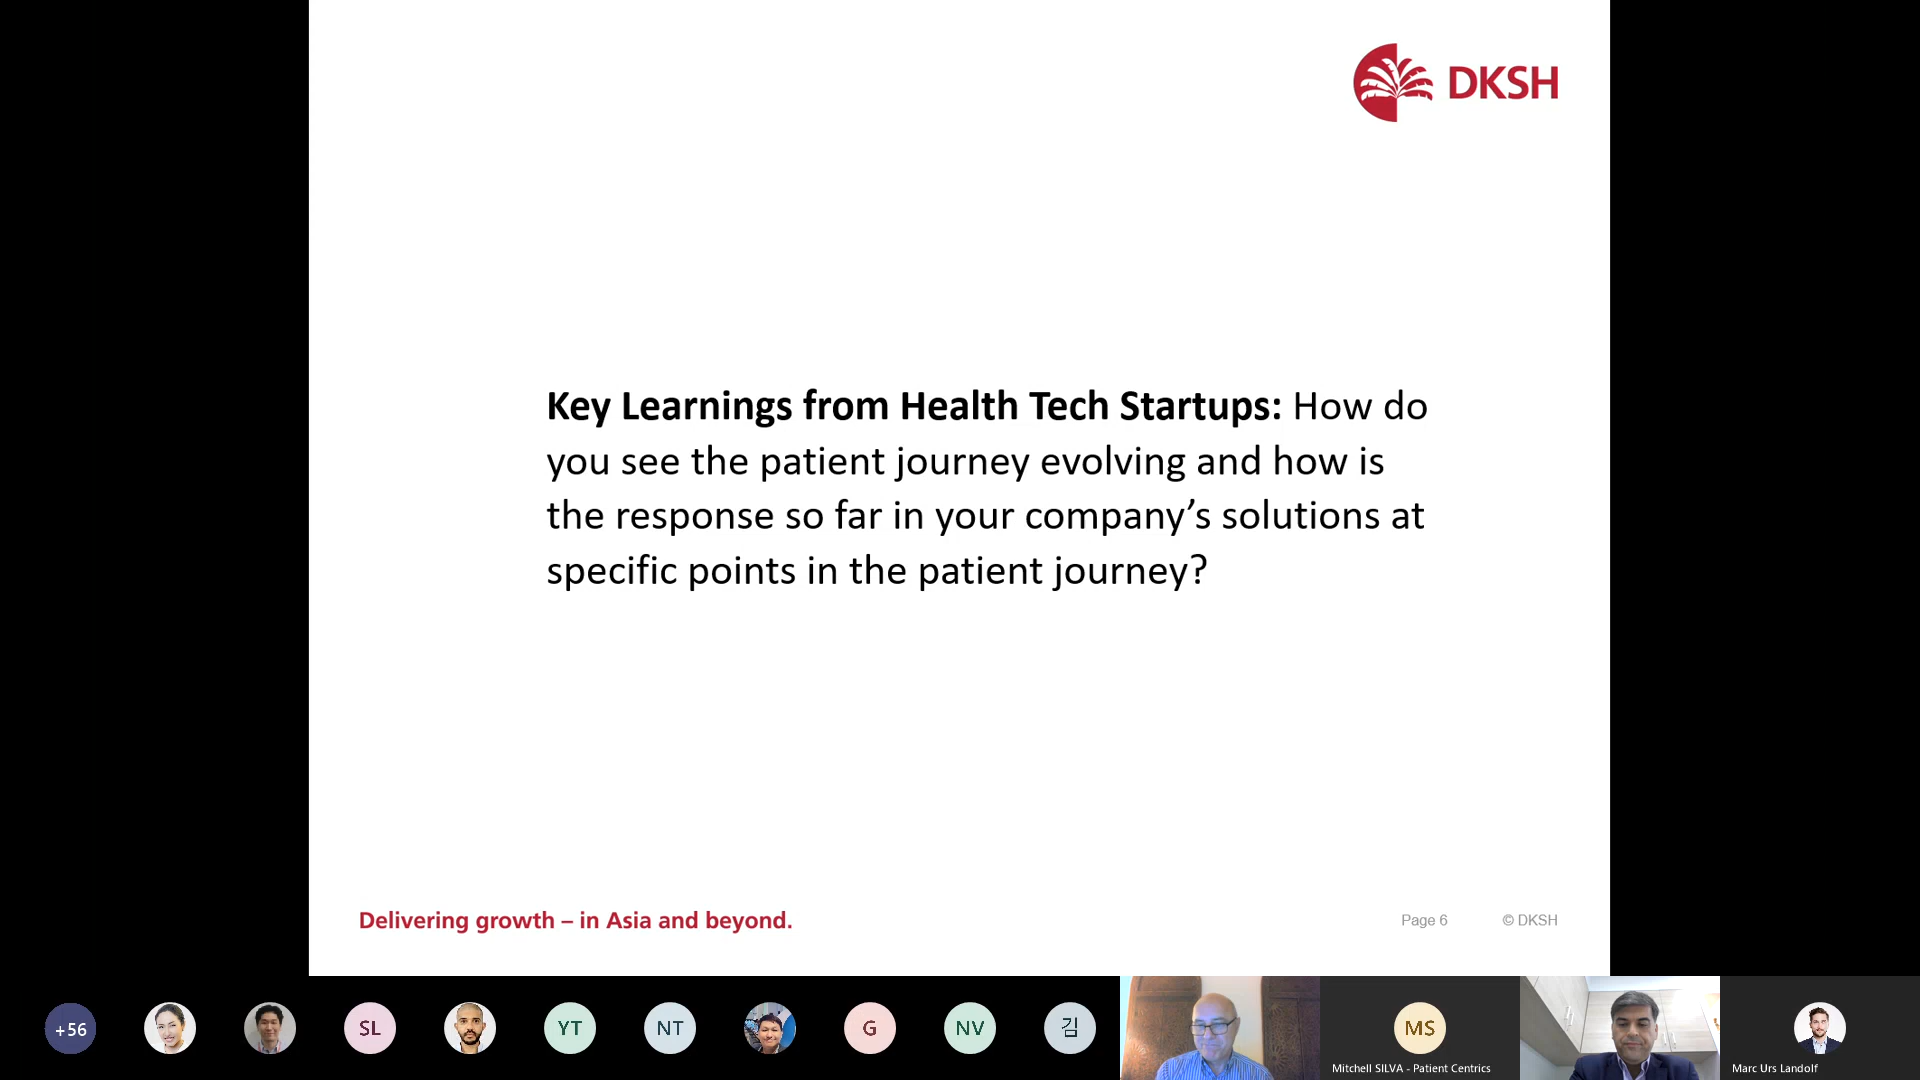 DKSH
Key Learnings from Health Tech Startups: How do
you see the patient journey evolving and how is
the response so far in your company’s solutions at
specific points in the patient journey?
Delivering growth – in Asia and beyond.
Page 6
© DKSH
+56
SL
YT
NT
G
NV
김
MS
Mitchell SILVA - Patient Centrics
Marc Urs Landolf